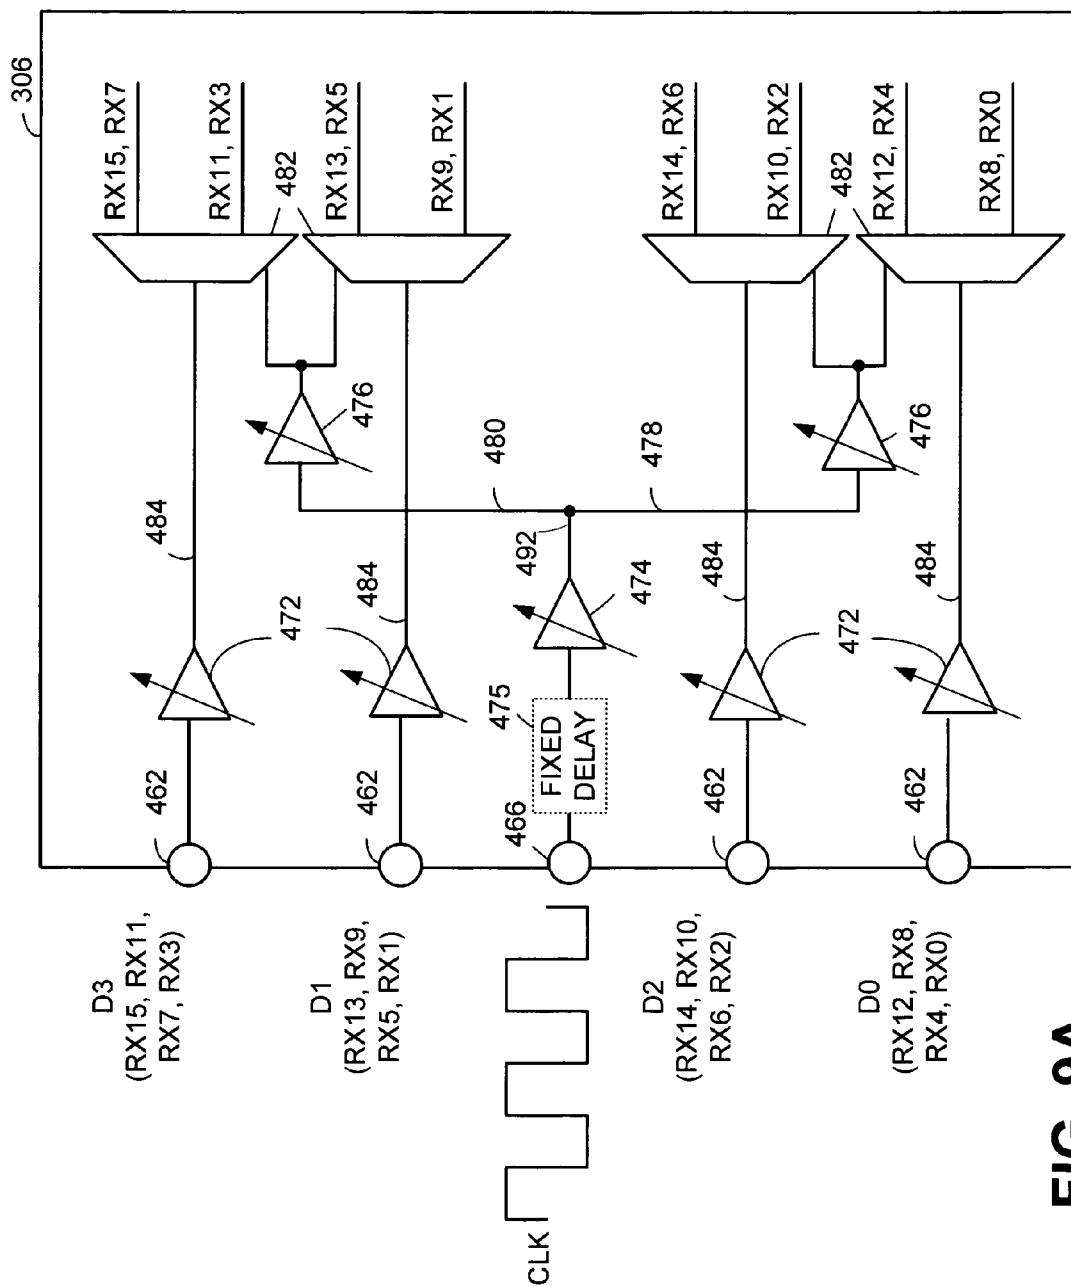 306
D3
(RX15, RX11,
RX7, RX3)
462
472
484
RX15, RX7
RX11, RX3
482
476
D1
(RX13, RX9,
RX5, RX1)
462
484
RX13, RX5
RX9, RX1
480
CLK
466
475
FIXED
DELAY
474
492
478
D2
(RX14, RX10,
RX6, RX2)
462
484
RX14, RX6
RX10, RX2
482
472
476
D0
(RX12, RX8,
RX4, RX0)
462
484
RX12, RX4
RX8, RX0
FIG. 9A